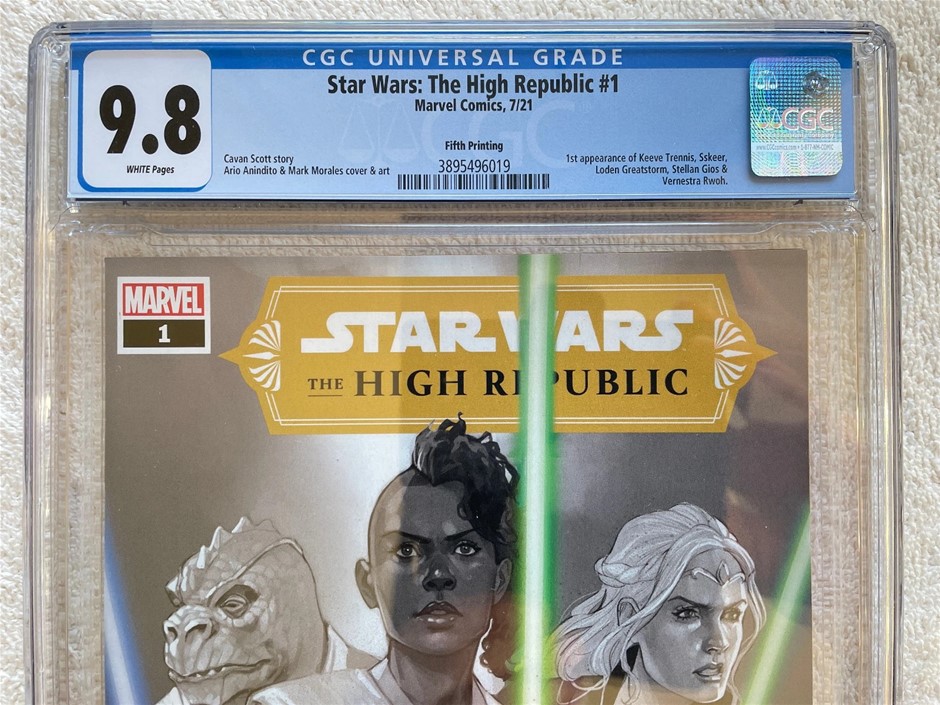 CGC UNIVERSAL GRADE
9.8
WHITE Pages
Star Wars: The High Republic #1
Marvel Comics, 7/21
Fifth Printing
3895496019
Cavan Scott story
Ario Anindito & Mark Morales cover & art
1st appearance of Keeve Trennis, Sskeer,
Loden Greatstorm, Stellan Gios &
Vernestra Rwoh.
CGC
CGC
MARVEL
1
STAR WARS
THE HIGH REPUBLIC